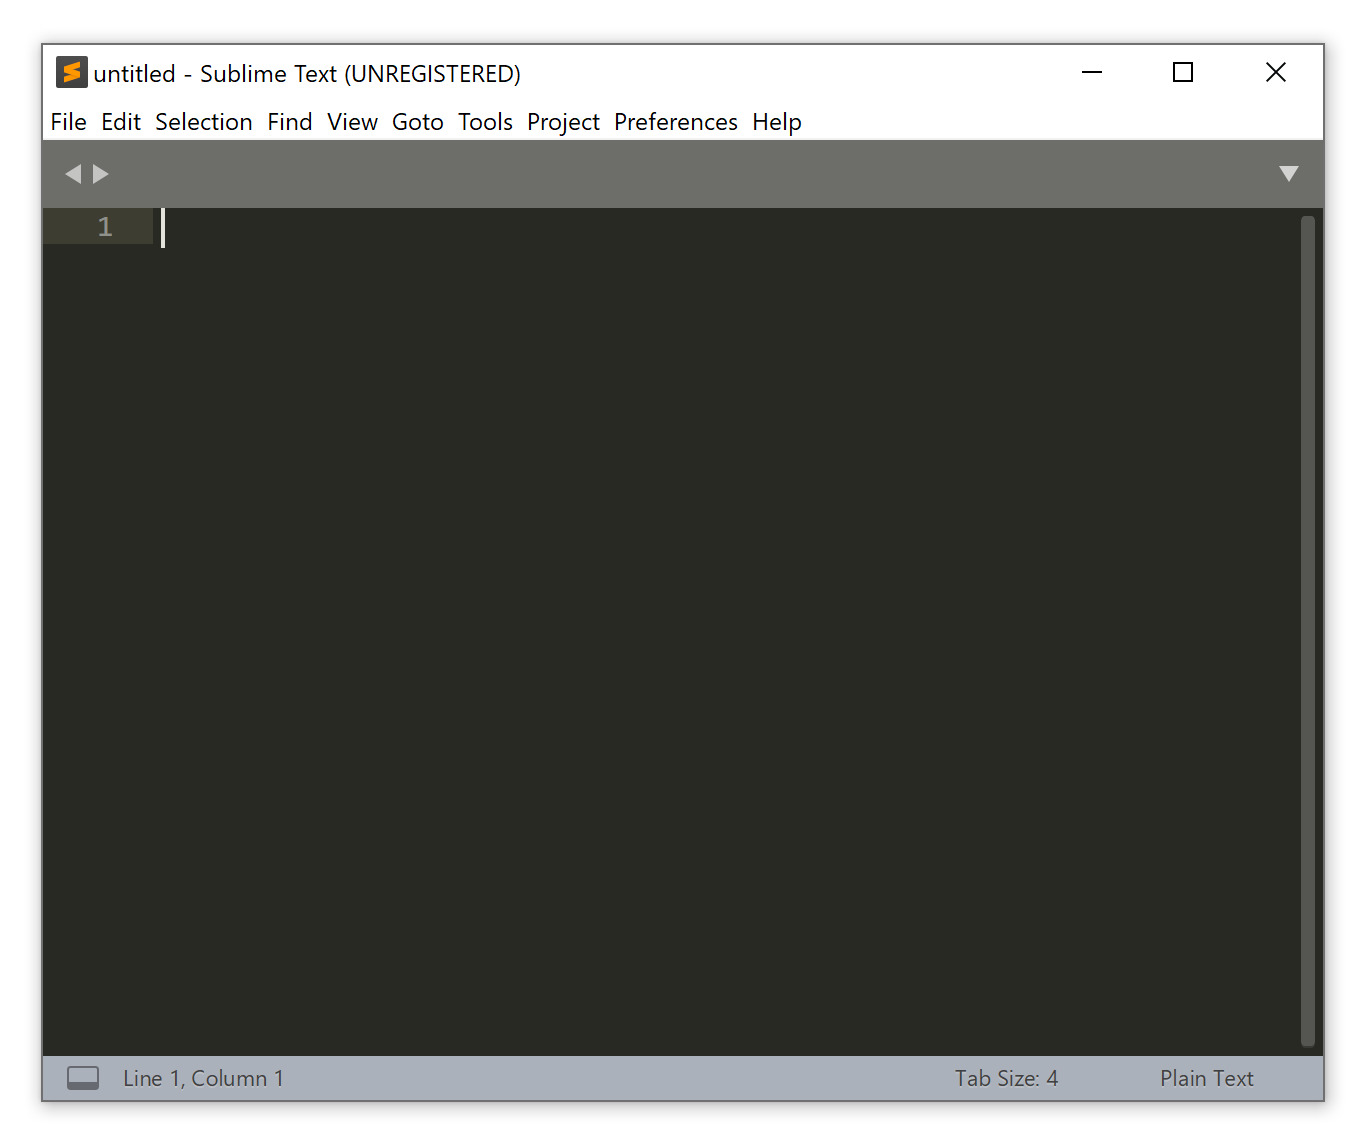 untitled - Sublime Text (UNREGISTERED)
File Edit Selection Find View Goto Tools Project Preferences Help
1
Line 1, Column 1 Tab Size: 4 Plain Text